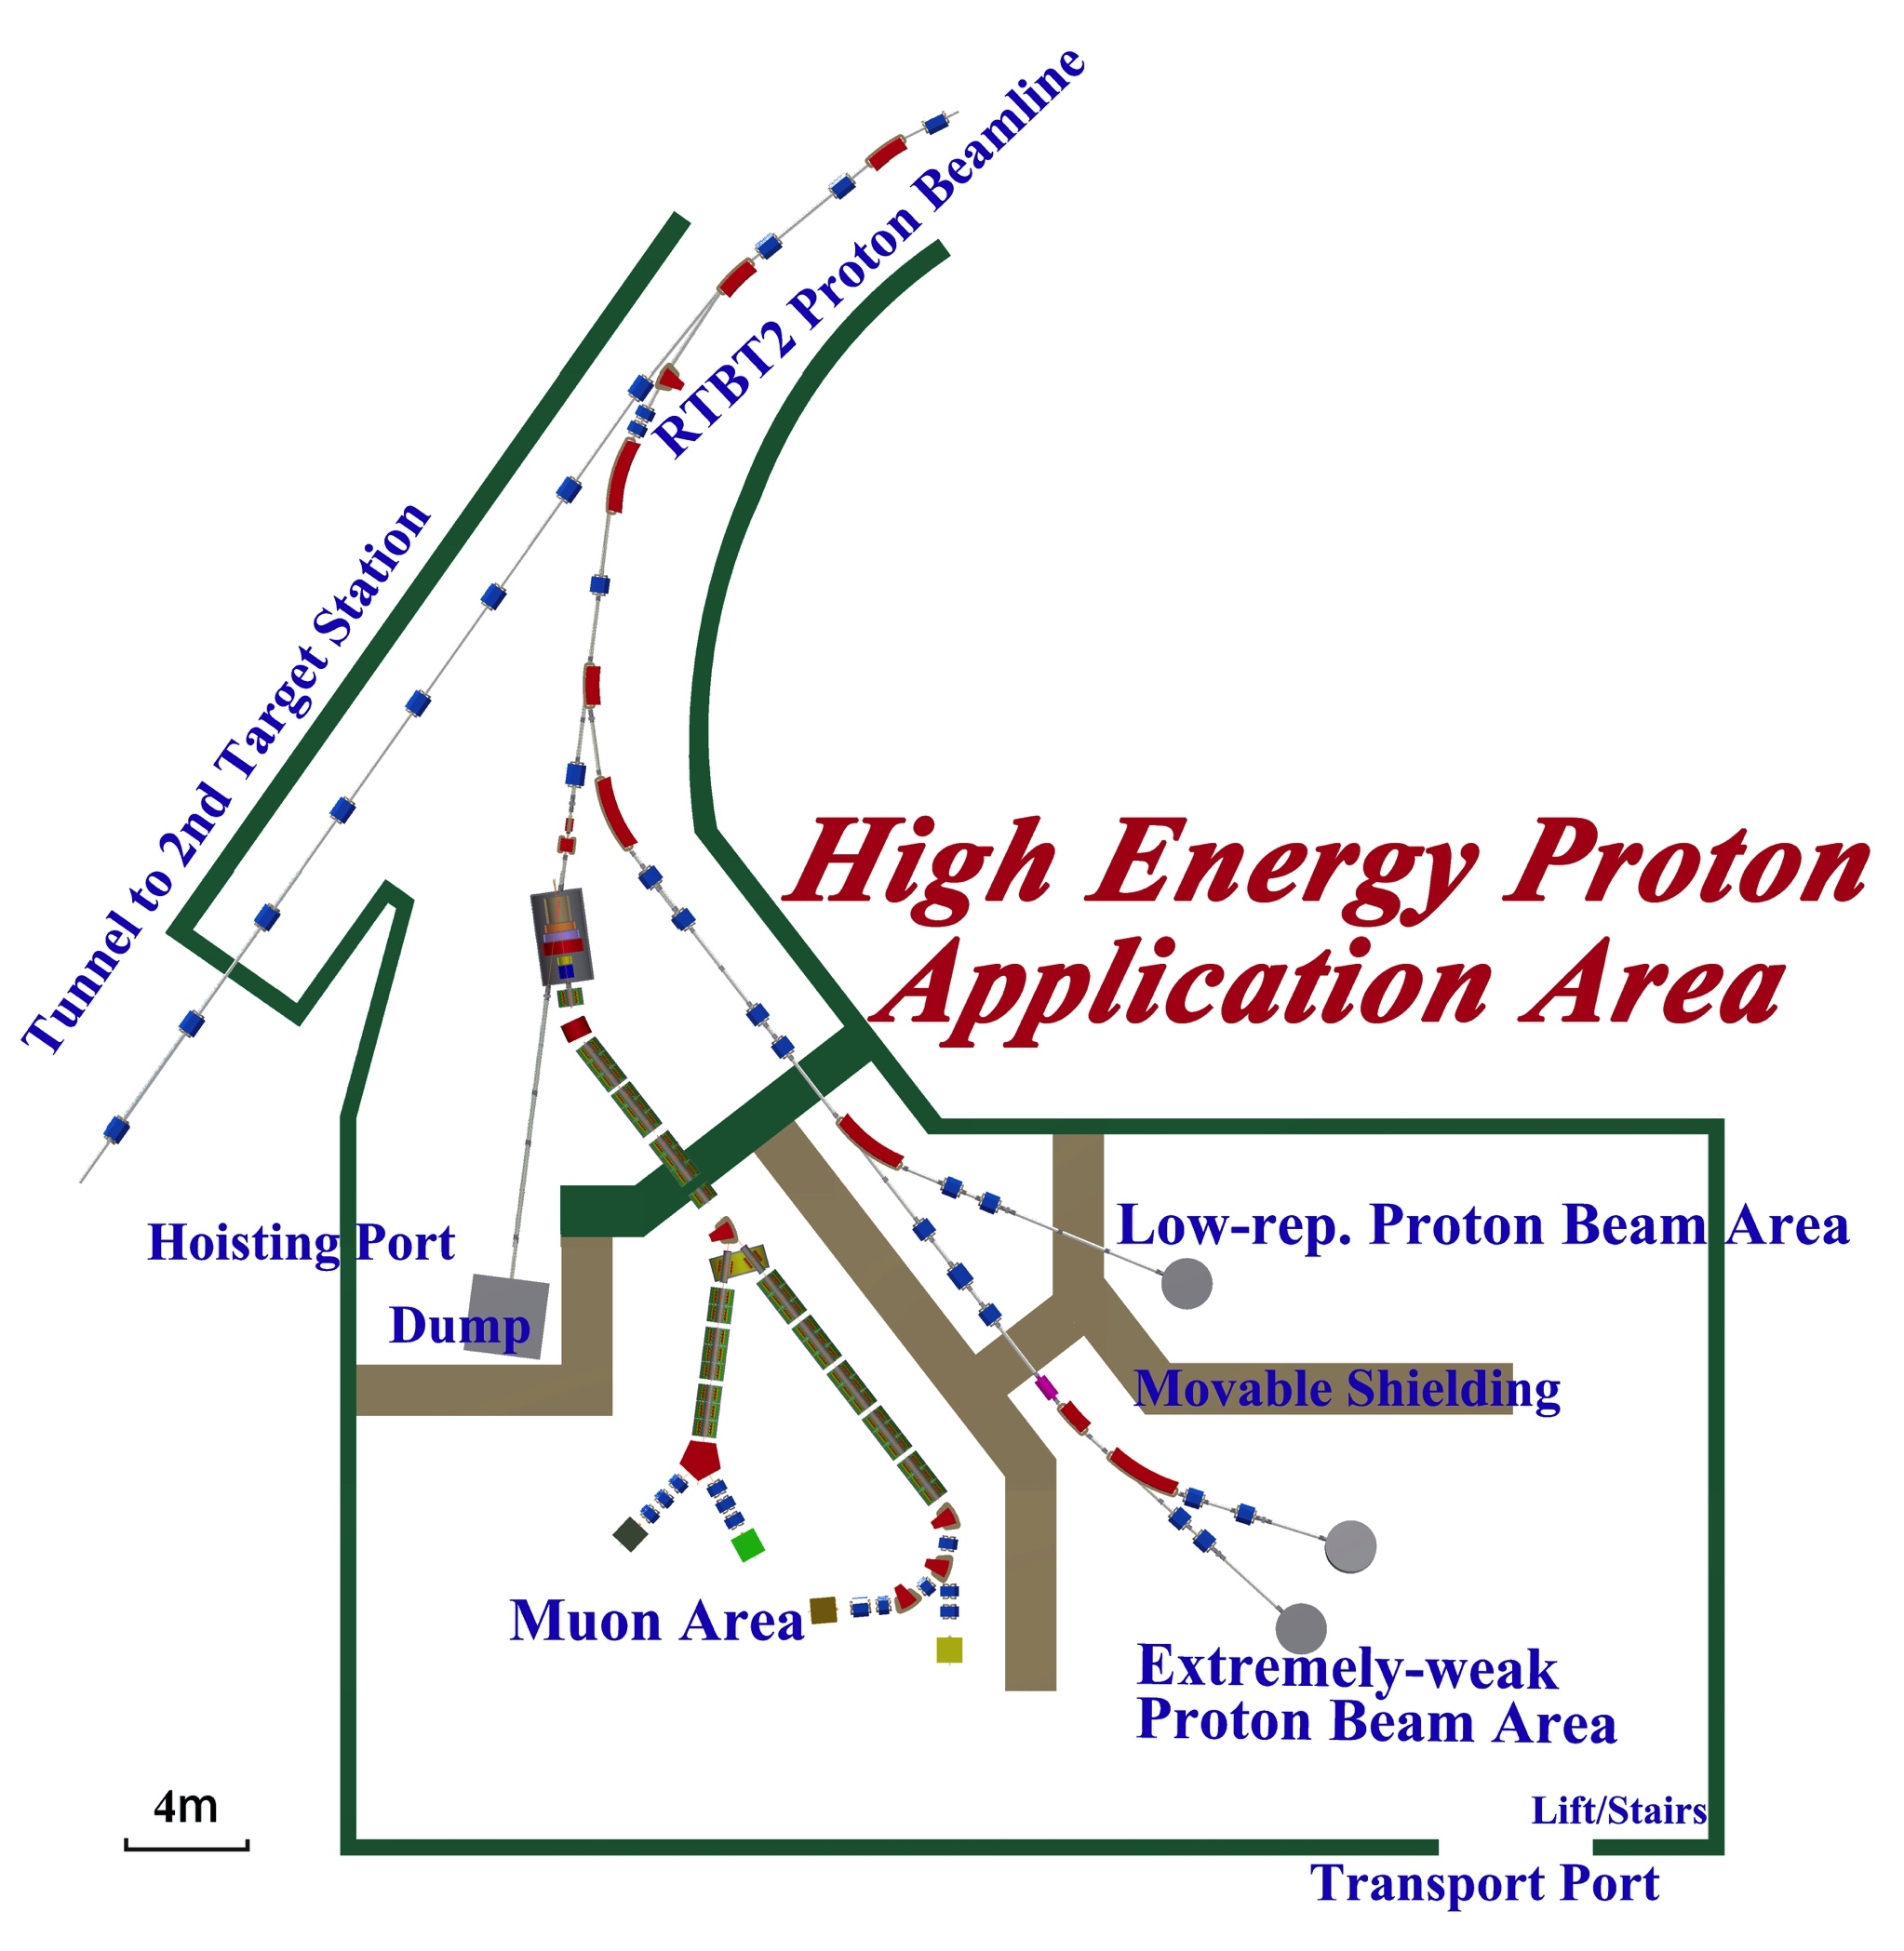 RTBT2 Proton Beamline
Tunnel to 2nd Target Station
High Energy Proton
Application Area
Hoisting Port
Low-rep. Proton Beam Area
Dump
Movable Shielding
Muon Area
Extremely-weak
Proton Beam Area
4m
Lift/Stairs
Transport Port